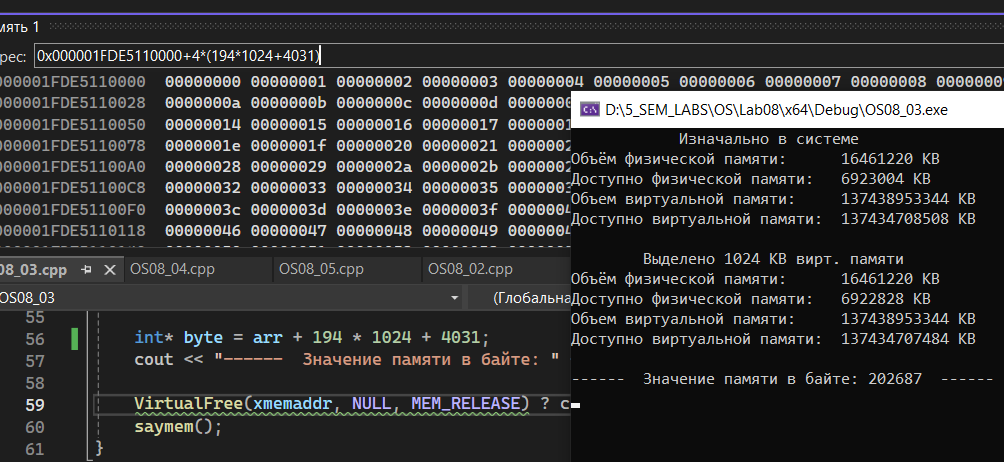 мять 1
рес: 0x000001FDE5110000+4*(194*1024+4031)
000001FDE5110000 00000000 00000001 00000002 00000003 00000004 00000005 00000006 00000007 00000008 0000000
000001FDE5110028 0000000a 0000000b 0000000c 0000000d
000001FDE5110050 00000014 00000015 00000016 00000017
000001FDE5110078 0000001e 0000001f 00000020 00000021
000001FDE51100A0 00000028 00000029 0000002a 0000002b
000001FDE51100C8 00000032 00000033 00000034 00000035
000001FDE51100F0 0000003c 0000003d 0000003e 0000003f
000001FDE5110118 00000046 00000047 00000048 00000049
08_03.cpp OS08_04.cpp OS08_05.cpp OS08_02.cpp
OS08_03 (Глобальна
55
56 int* byte = arr + 194 * 1024 + 4031;
57 cout << "------ Значение памяти в байте: "
58
59 VirtualFree(xmemaddr, NULL, MEM_RELEASE) ? c
60 saymem();
61 }
D:\5_SEM_LABS\OS\Lab08\x64\Debug\OS08_03.exe
Изначально в системе
Объём физической памяти: 16461220 KB
Доступно физической памяти: 6923004 KB
Объем виртуальной памяти: 137438953344 KB
Доступно виртуальной памяти: 137434708508 KB
Выделено 1024 KB вирт. памяти
Объём физической памяти: 16461220 KB
Доступно физической памяти: 6922828 KB
Объем виртуальной памяти: 137438953344 KB
Доступно виртуальной памяти: 137434707484 KB
------ Значение памяти в байте: 202687 ------